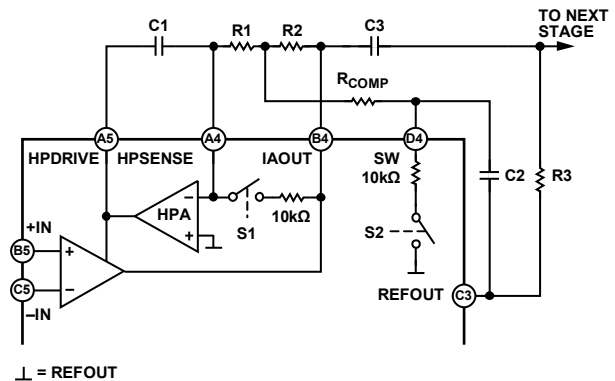 TO NEXT
STAGE
C1
R1
R2
C3
RCOMP
A5
A4
B4
D4
HPDRIVE
HPSENSE
IAOUT
SW
10kΩ
C2
R3
HPA
−
+
S1
10kΩ
S2
+IN
B5
+
C5
−
−IN
REFOUT
C3
= REFOUT